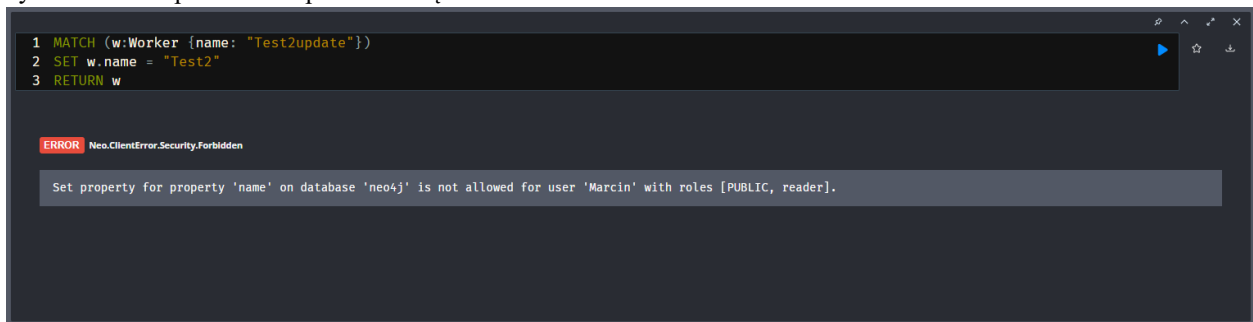 1 MATCH (w:Worker {name: "Test2update"})
2 SET w.name = "Test2"
3 RETURN w
ERROR Neo.ClientError.Security.Forbidden
Set property for property 'name' on database 'neo4j' is not allowed for user 'Marcin' with roles [PUBLIC, reader].